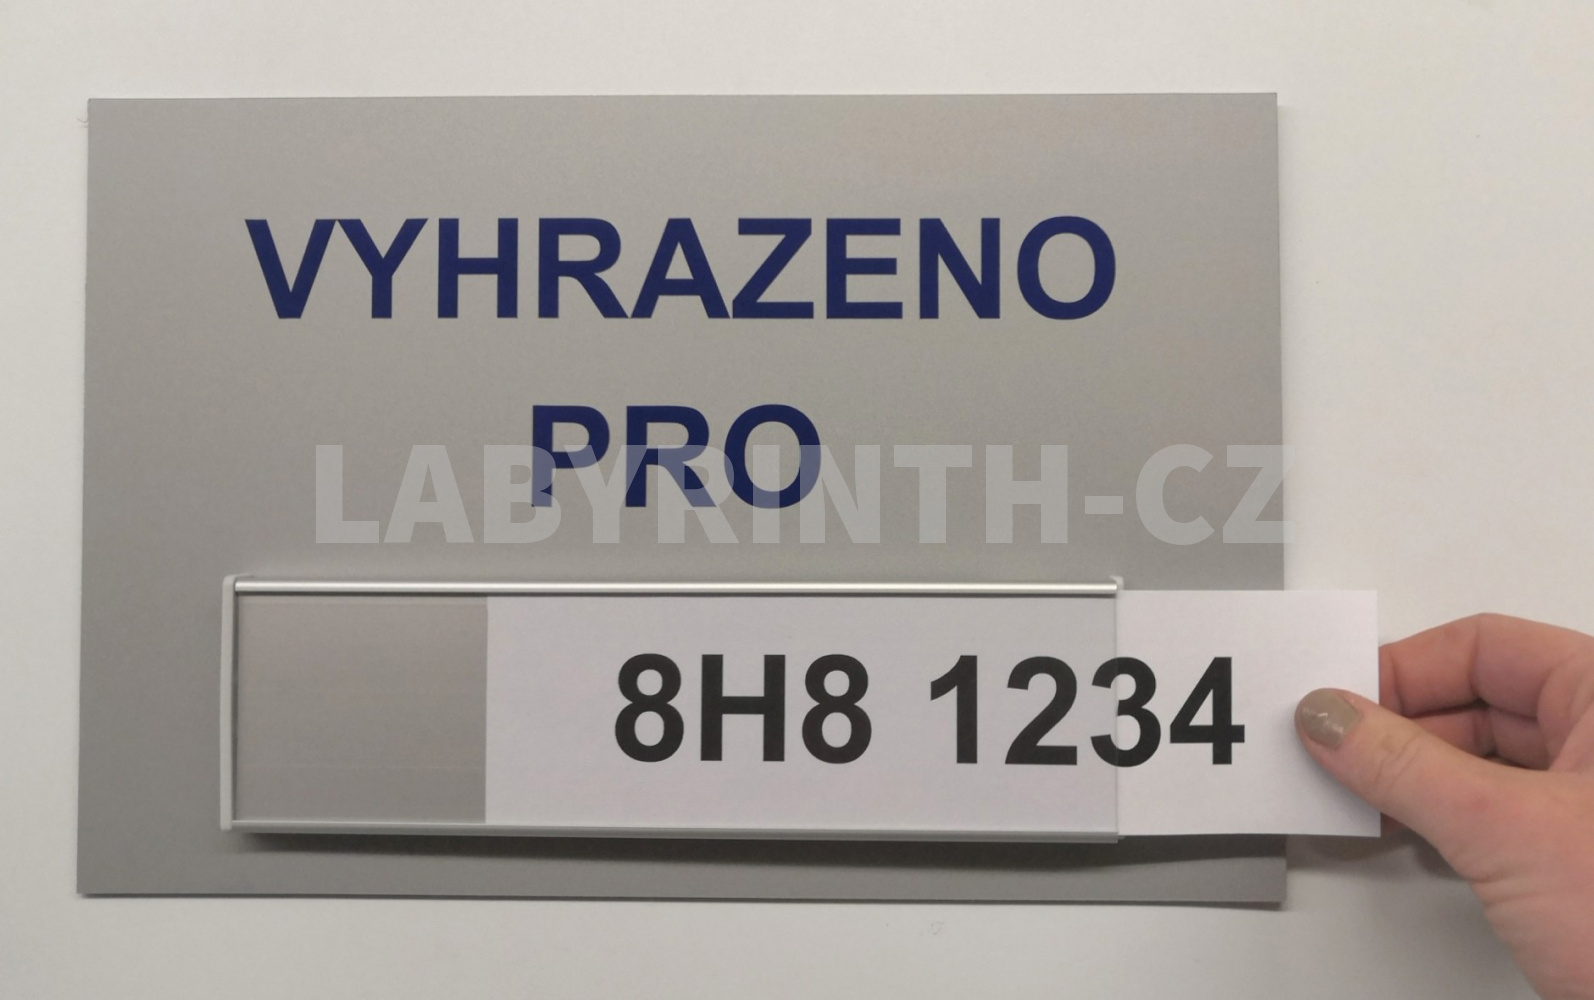 VYHRAZENO
PRO
LABYRINTH-CZ
8H8 1234